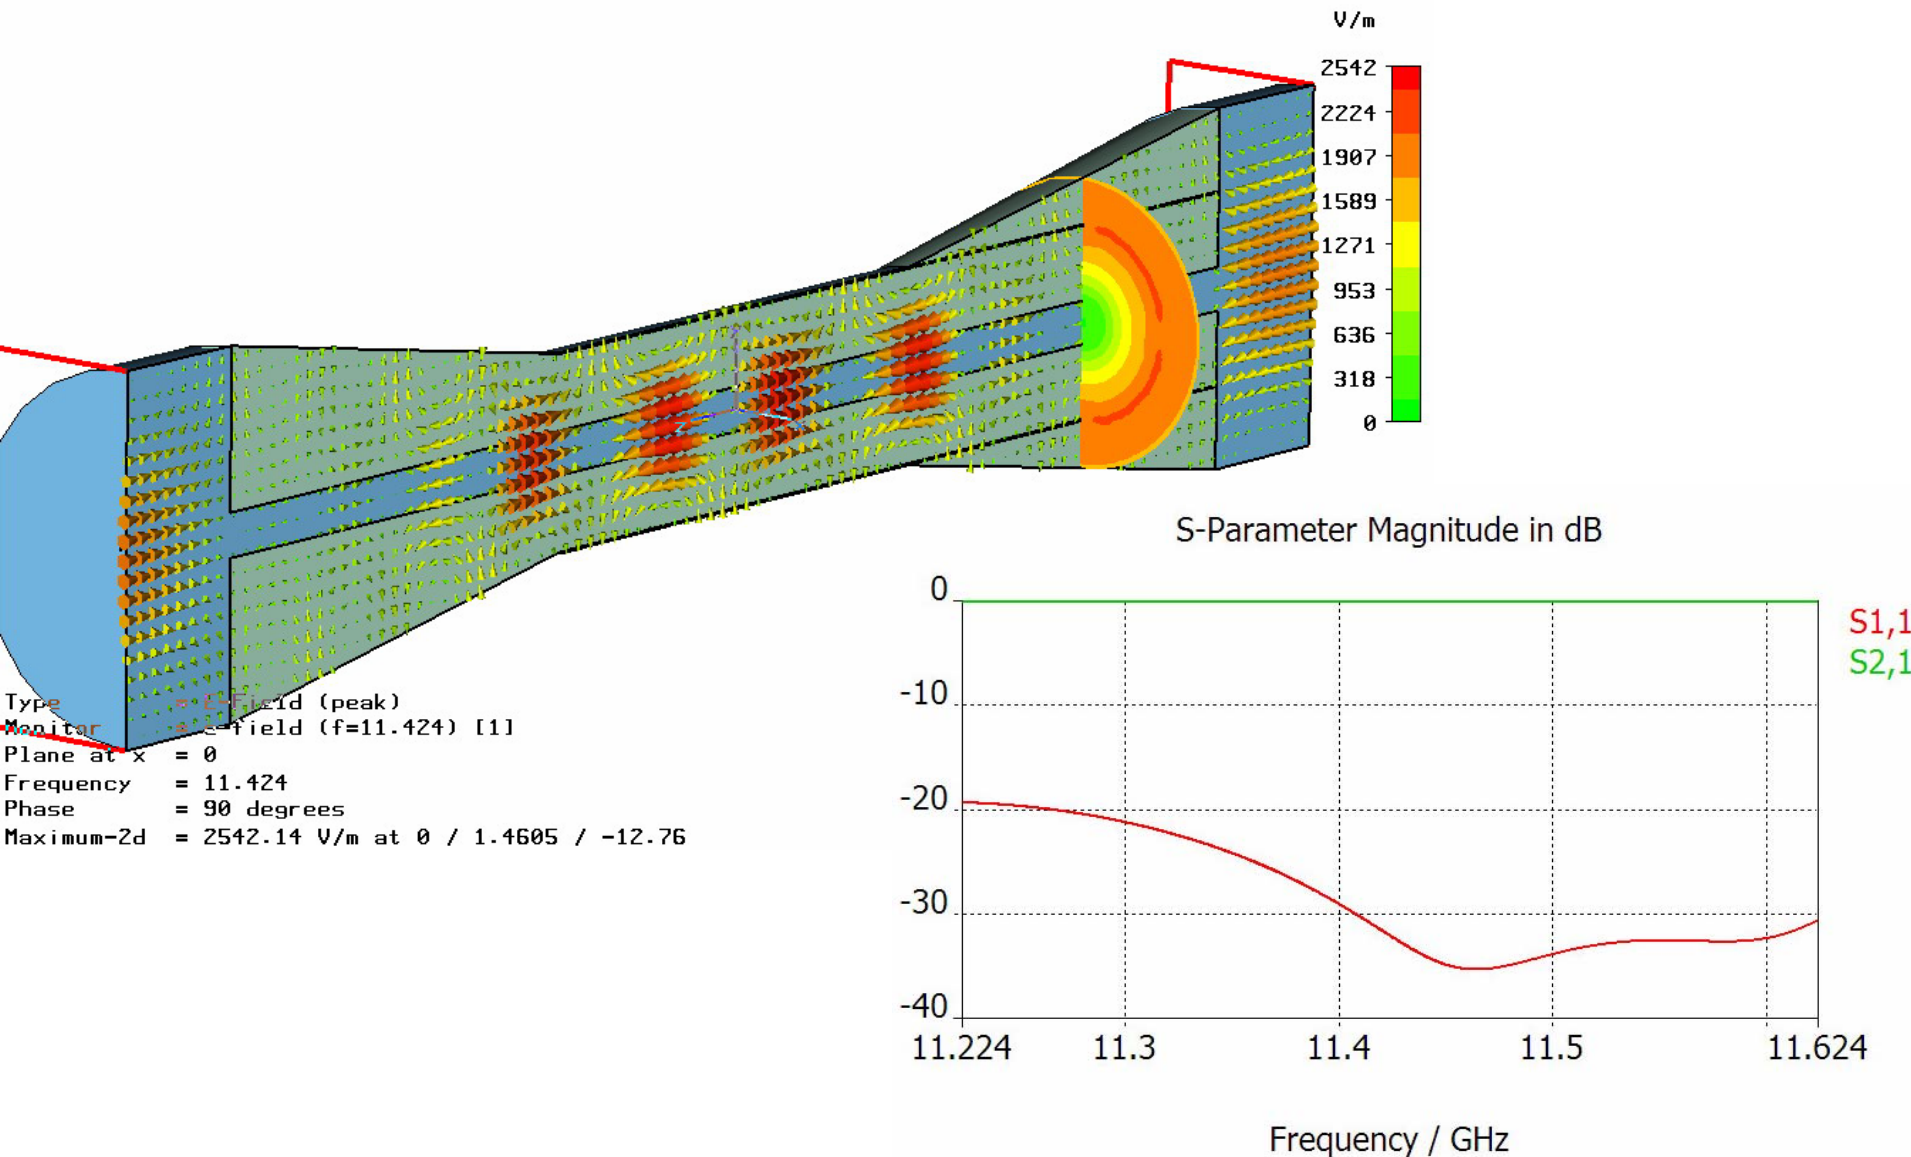 V/m
2542
2224
1907
1589
1271
953
636
318
0
Type = E-Field (peak)
Monitor = e-field (f=11.424) [1]
Plane at x = 0
Frequency = 11.424
Phase = 90 degrees
Maximum-2d = 2542.14 V/m at 0 / 1.4605 / -12.76
z
S-Parameter Magnitude in dB
0
-10
-20
-30
-40
S1,1
S2,1
11.224 11.3 11.4 11.5 11.624
Frequency / GHz